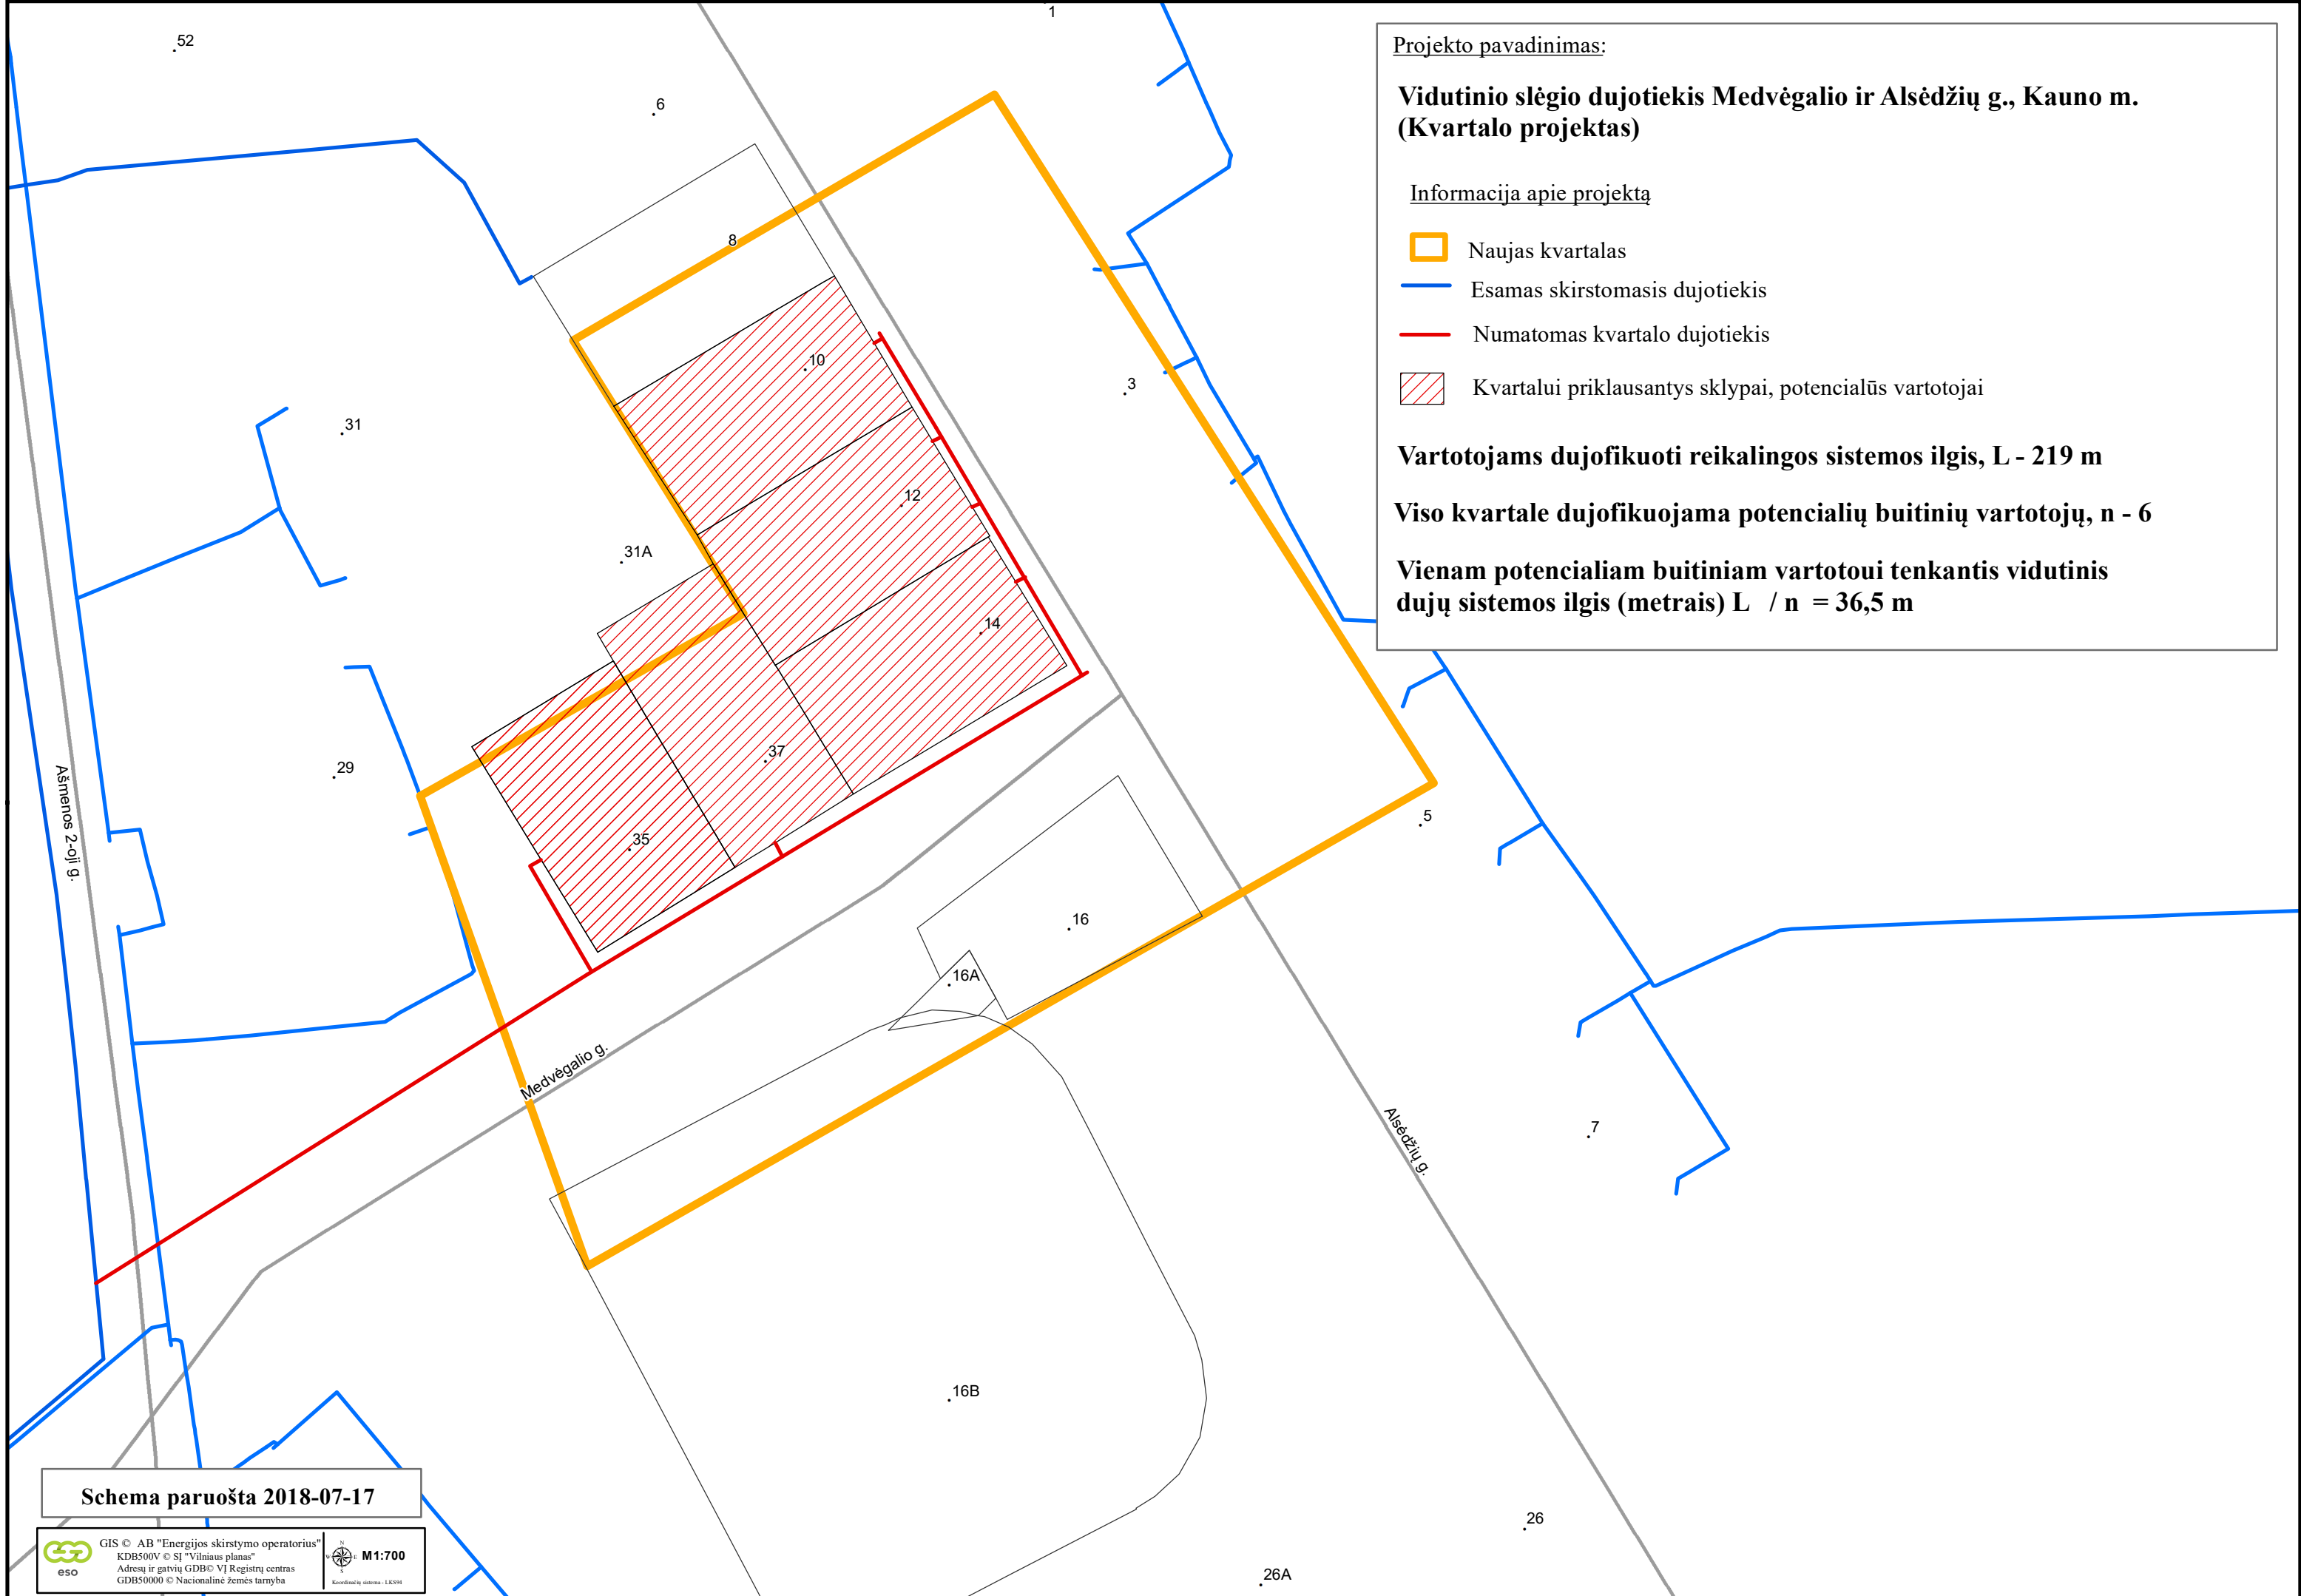 1
52
6
8
10
3
31
12
31A
14
37
29
35
5
16
16A
7
16B
26
26A
Ašmenos 2-oji g.
Medvėgalio g.
Alsėdžių g.
Projekto pavadinimas:
Vidutinio slėgio dujotiekis Medvėgalio ir Alsėdžių g., Kauno m.
(Kvartalo projektas)
Informacija apie projektą
Naujas kvartalas
Esamas skirstomasis dujotiekis
Numatomas kvartalo dujotiekis
Kvartalui priklausantys sklypai, potencialūs vartotojai
Vartotojams dujofikuoti reikalingos sistemos ilgis, L - 219 m
Viso kvartale dujofikuojama potencialių buitinių vartotojų, n - 6
Vienam potencialiam buitiniam vartotoui tenkantis vidutinis
dujų sistemos ilgis (metrais) L / n = 36,5 m
Schema paruošta 2018-07-17
eso
GIS © AB "Energijos skirstymo operatorius"
KDB500V © SĮ "Vilniaus planas"
Adresų ir gatvių GDB© VĮ Registrų centras
GDB50000 © Nacionalinė žemės tarnyba
N
W E
S
M1:700
Koordinačių sistema - LKS94